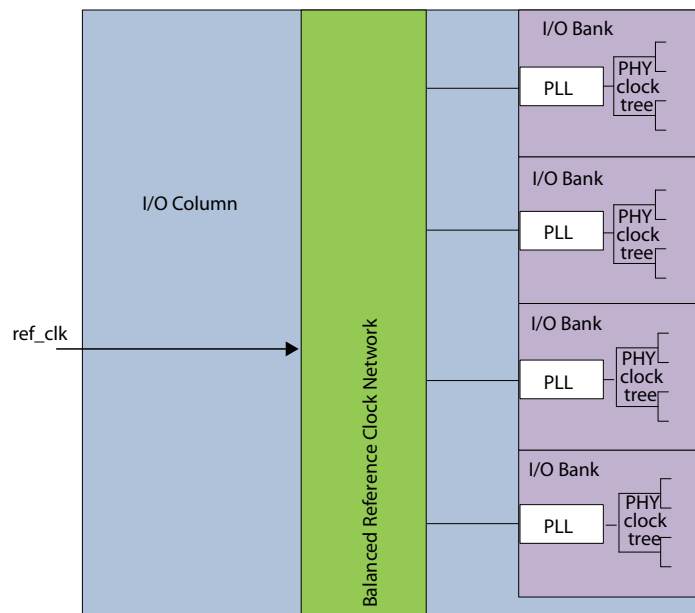 I/O Bank
PLL
PHY
clock
tree
I/O Bank
PLL
PHY
clock
tree
I/O Column
I/O Bank
PLL
PHY
clock
tree
ref_clk
Balanced Reference Clock Network
I/O Bank
PLL
PHY
clock
tree